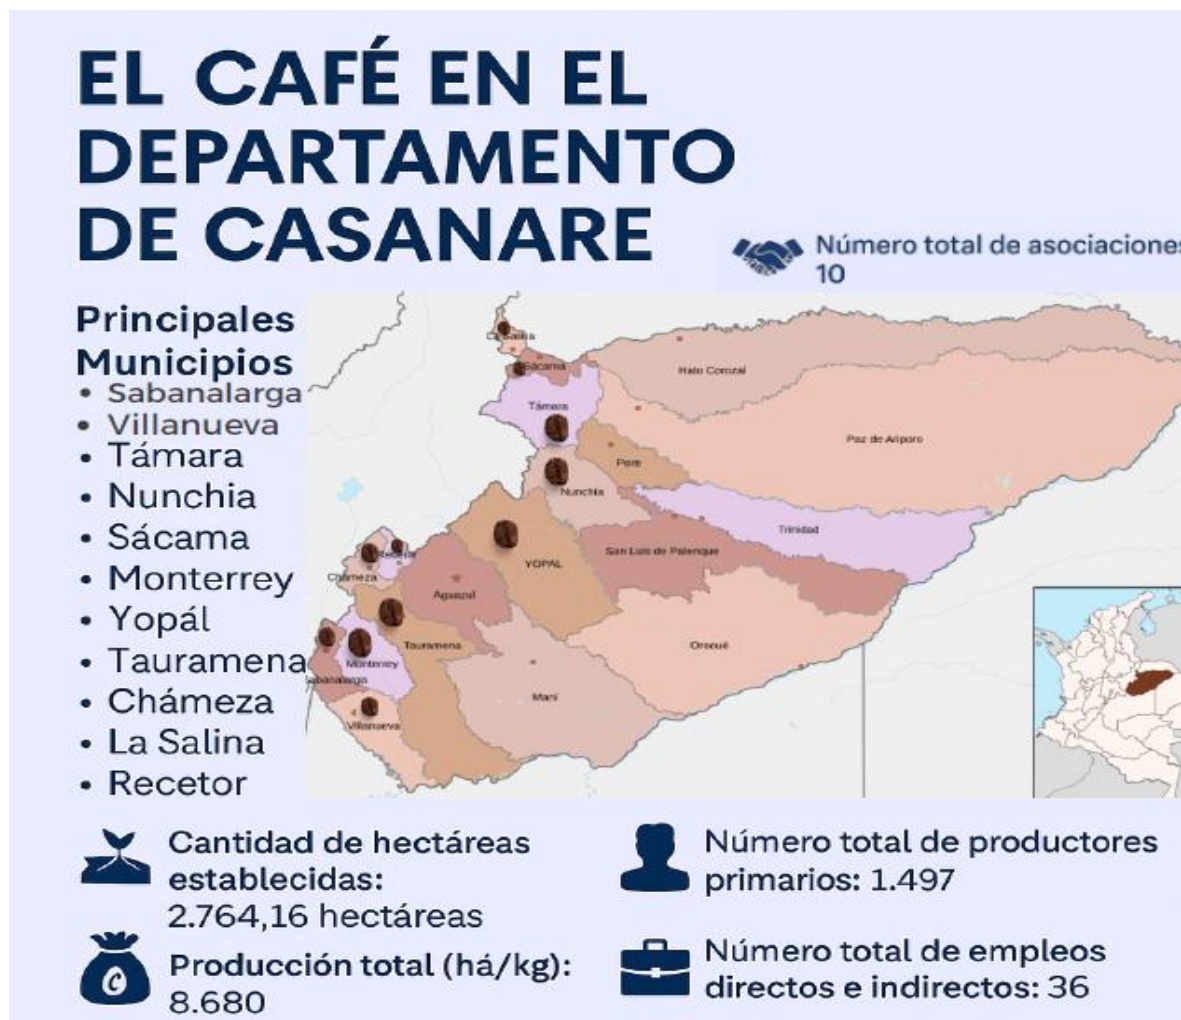 EL CAFÉ EN EL
DEPARTAMENTO
DE CASANARE
Número total de asociaciones
10
Principales
Municipios
• Sabanalarga
• Villanueva
• Támara
• Nunchia
• Sácama
• Monterrey
• Yopál
• Tauramena
• Chámeza
• La Salina
• Recetor
La Salina
Sácama
Hato Corozal
Támara
Paz de Ariporo
Pore
Nunchía
Trinidad
San Luis de Palenque
YOPAL
Recetor
Chámeza
Aguazul
Tauramena
Orocué
Monterrey
Sabanalarga
Maní
Villanueva
Cantidad de hectáreas
establecidas:
2.764,16 hectáreas
Producción total (há/kg):
8.680
Número total de productores
primarios: 1.497
Número total de empleos
directos e indirectos: 36